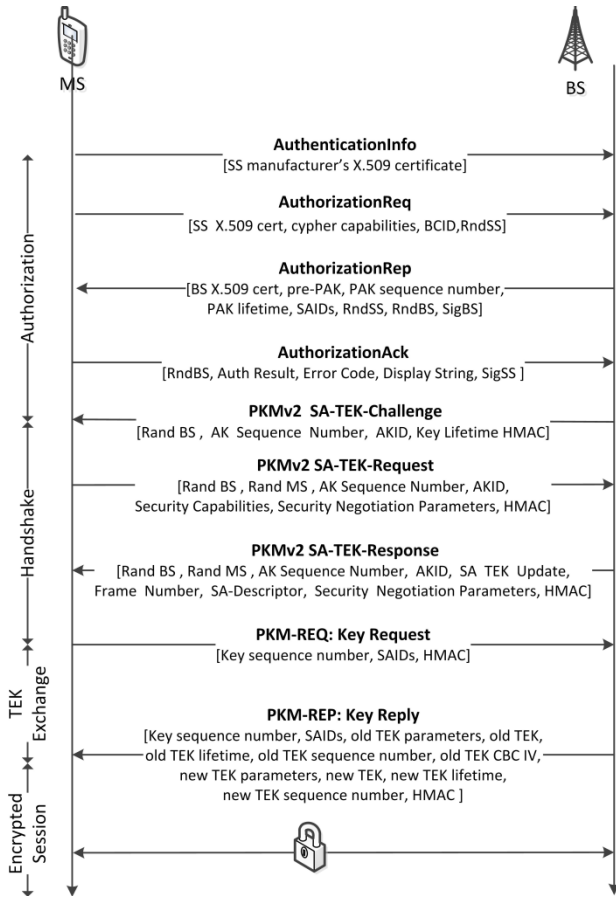 MS
BS
AuthenticationInfo
[SS manufacturer's X.509 certificate]
AuthorizationReq
[SS X.509 cert, cypher capabilities, BCID,RndSS]
AuthorizationRep
[BS X.509 cert, pre-PAK, PAK sequence number,
PAK lifetime, SAIDs, RndSS, RndBS, SigBS]
AuthorizationAck
[RndBS, Auth Result, Error Code, Display String, SigSS ]
Authorization
PKMv2 SA-TEK-Challenge
[Rand BS , AK Sequence Number, AKID, Key Lifetime HMAC]
PKMv2 SA-TEK-Request
[Rand BS , Rand MS , AK Sequence Number, AKID,
Security Capabilities, Security Negotiation Parameters, HMAC]
PKMv2 SA-TEK-Response
[Rand BS , Rand MS , AK Sequence Number, AKID, SA TEK Update,
Frame Number, SA-Descriptor, Security Negotiation Parameters, HMAC]
Handshake
PKM-REQ: Key Request
[Key sequence number, SAIDs, HMAC]
PKM-REP: Key Reply
[Key sequence number, SAIDs, old TEK parameters, old TEK,
old TEK lifetime, old TEK sequence number, old TEK CBC IV,
new TEK parameters, new TEK, new TEK lifetime,
new TEK sequence number, HMAC ]
TEK
Exchange
Encrypted
Session